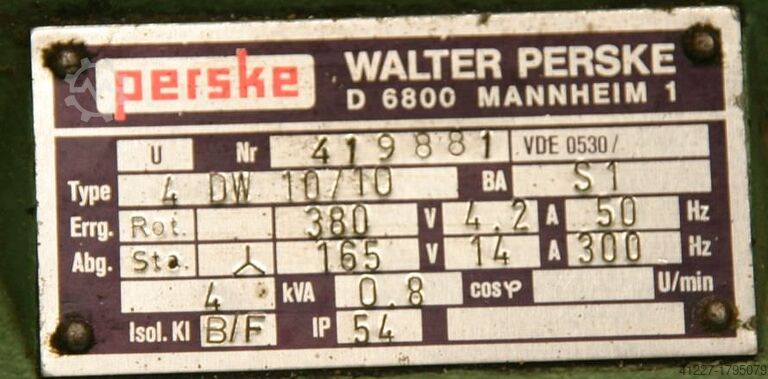 perske WALTER PERSKE
D 6800 MANNHEIM 1
U Nr 419881 VDE 0530/
Type 4 DW 10/10 BA S1
Errg. Rot. 380 V 4.2 A 50 Hz
Abg. Sta. 165 V 14 A 300 Hz
4 kVA 0.8 cosφ U/min
Isol. Kl B/F IP 54
41227-1795079